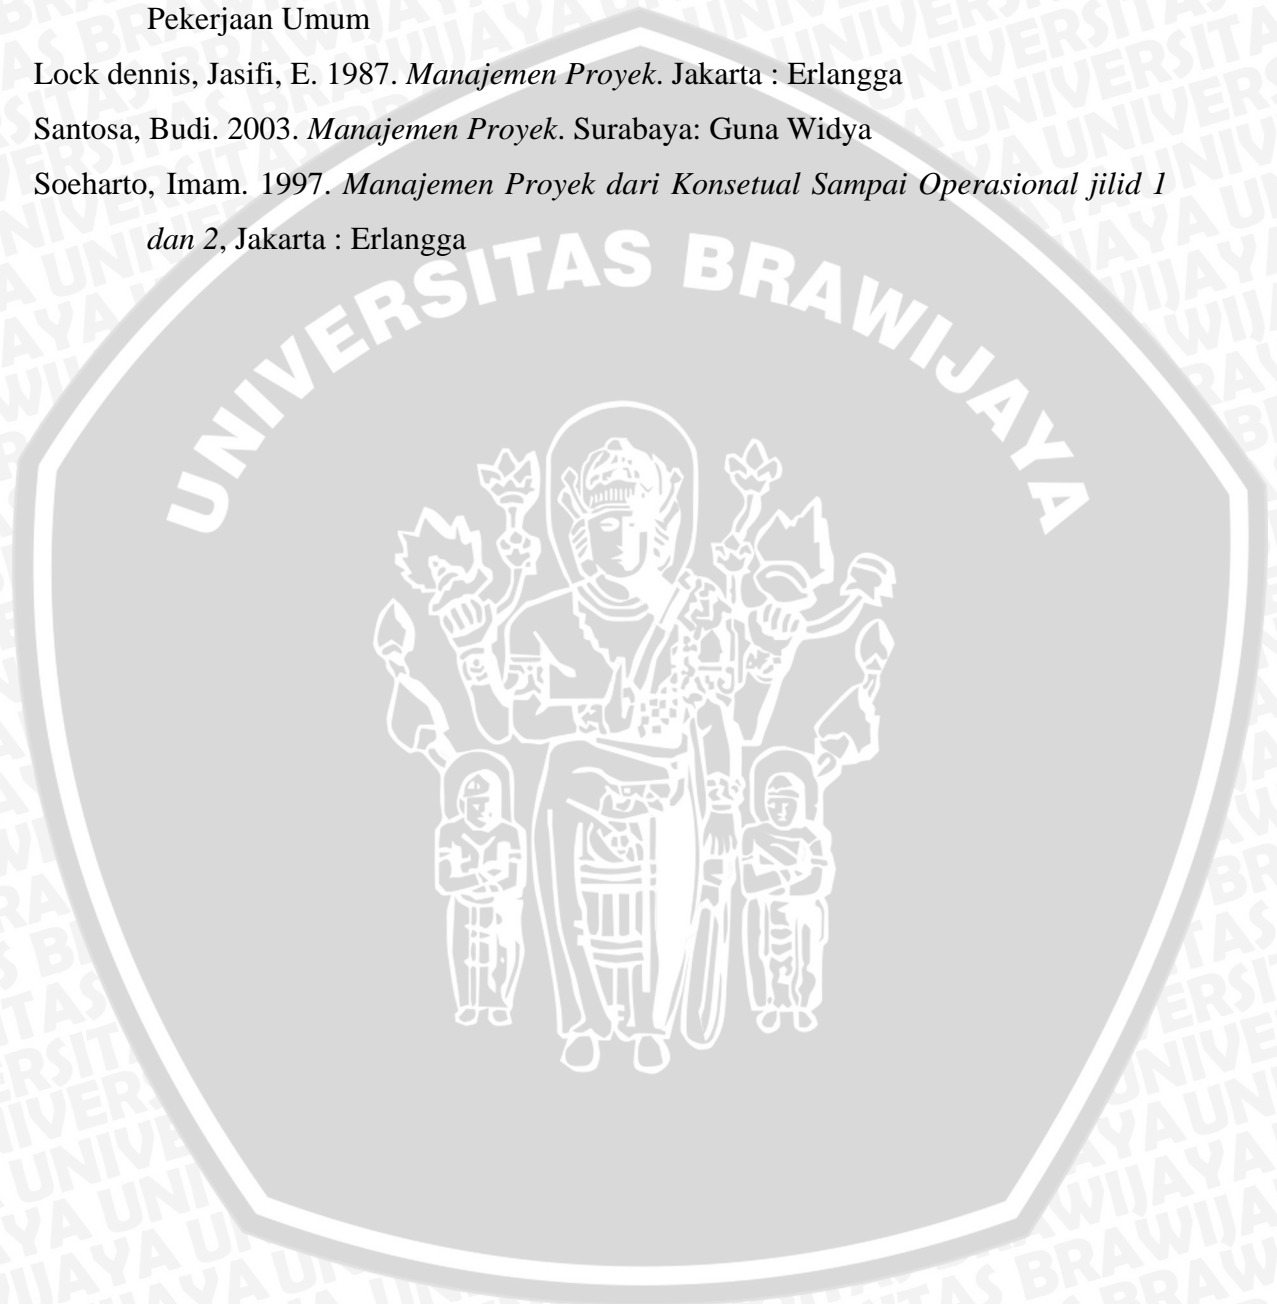 Pekerjaan Umum
Lock dennis, Jasifi, E. 1987. Manajemen Proyek. Jakarta : Erlangga
Santosa, Budi. 2003. Manajemen Proyek. Surabaya: Guna Widya
Soeharto, Imam. 1997. Manajemen Proyek dari Konsetual Sampai Operasional jilid 1
dan 2, Jakarta : Erlangga
UNIVERSITAS BRAWIJAYA